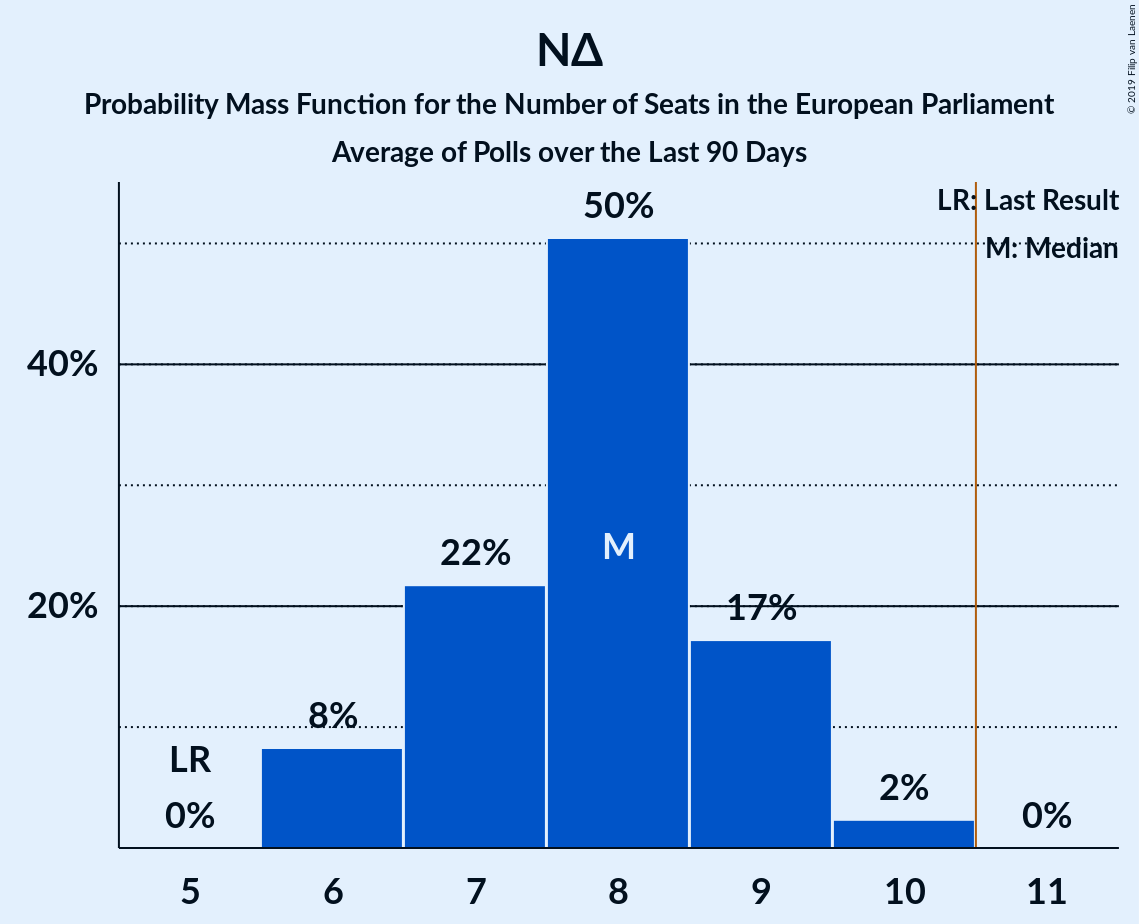 ΝΔ
Probability Mass Function for the Number of Seats in the European Parliament
Average of Polls over the Last 90 Days
© 2019 Filip van Laenen
LR: Last Result
M: Median
50%
40%
22%
M
20%
17%
8%
LR
0%
2%
0%
5 6 7 8 9 10 11